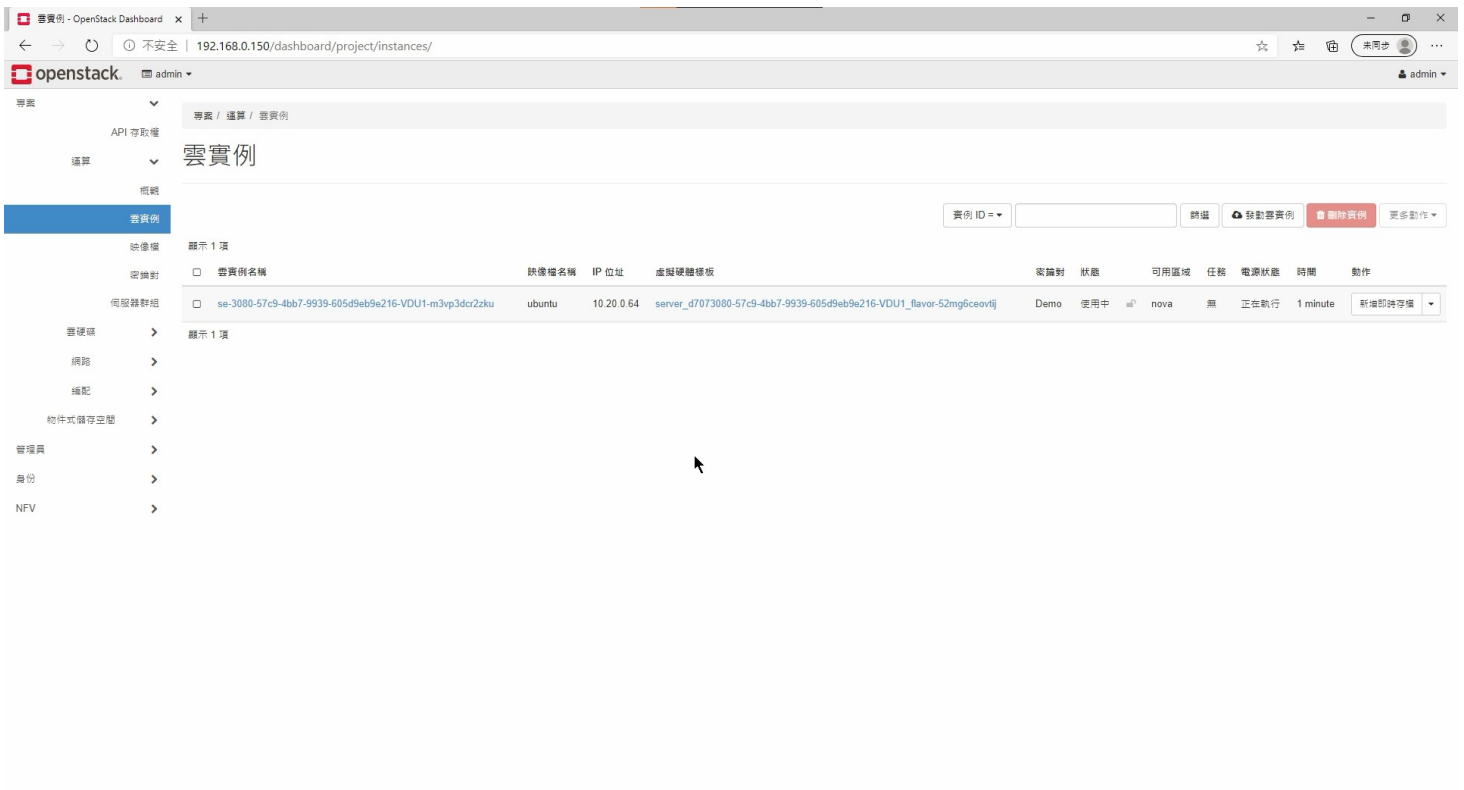 雲實例 - OpenStack Dashboard
不安全 | 192.168.0.150/dashboard/project/instances/
未同步
openstack. admin
admin
專案
API 存取權
運算
概觀
雲實例
映像檔
密鑰對
伺服器群組
雲硬碟
網路
編配
物件式儲存空間
管理員
身份
NFV
專案 / 運算 / 雲實例
雲實例
實例 ID =
篩選
發動雲實例
刪除實例
更多動作
顯示 1 項
雲實例名稱 映像檔名稱 IP 位址 虛擬硬體樣板 密鑰對 狀態 可用區域 任務 電源狀態 時間 動作
se-3080-57c9-4bb7-9939-605d9eb9e216-VDU1-m3vp3dcr2zku ubuntu 10.20.0.64 server_d7073080-57c9-4bb7-9939-605d9eb9e216-VDU1_flavor-52mg6ceovtij Demo 使用中 nova 無 正在執行 1 minute 新增即時存檔
顯示 1 項